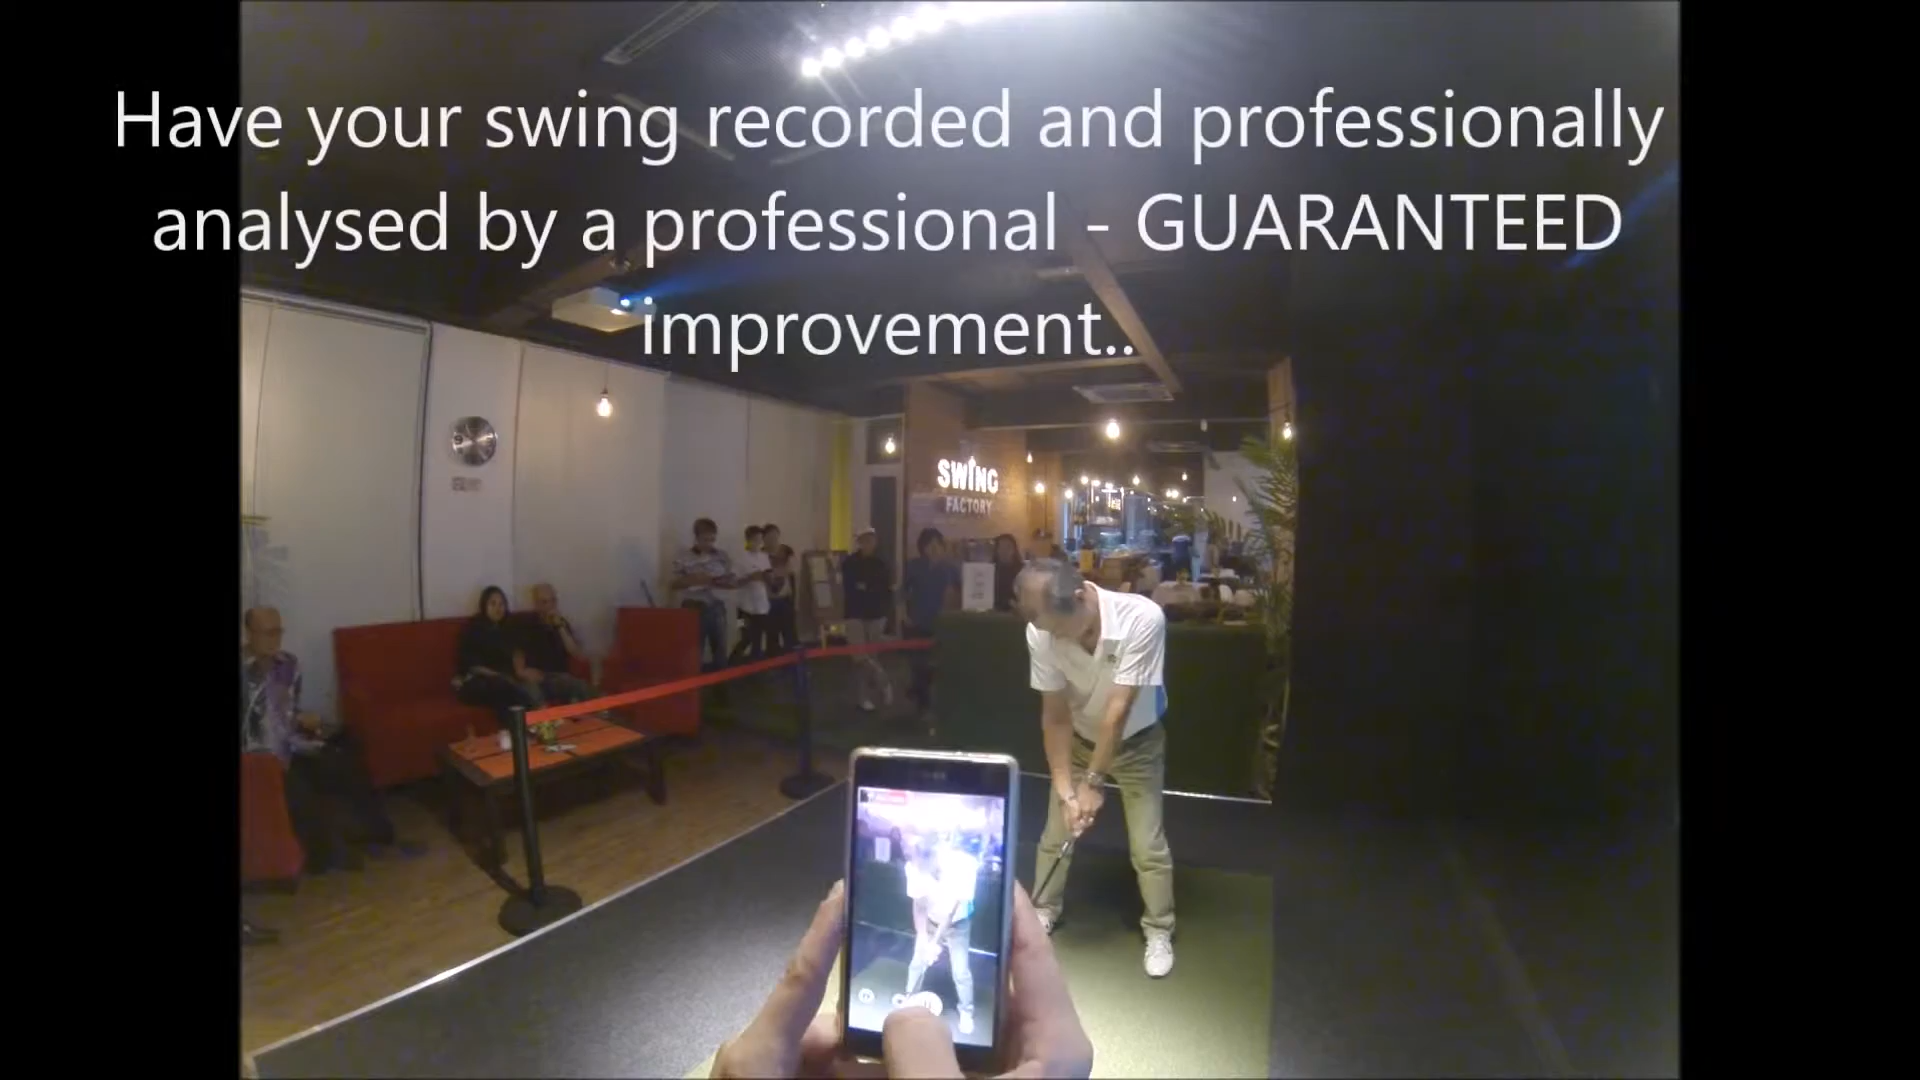 Have your swing recorded and professionally
analysed by a professional - GUARANTEED
improvement..
SWING
FACTORY